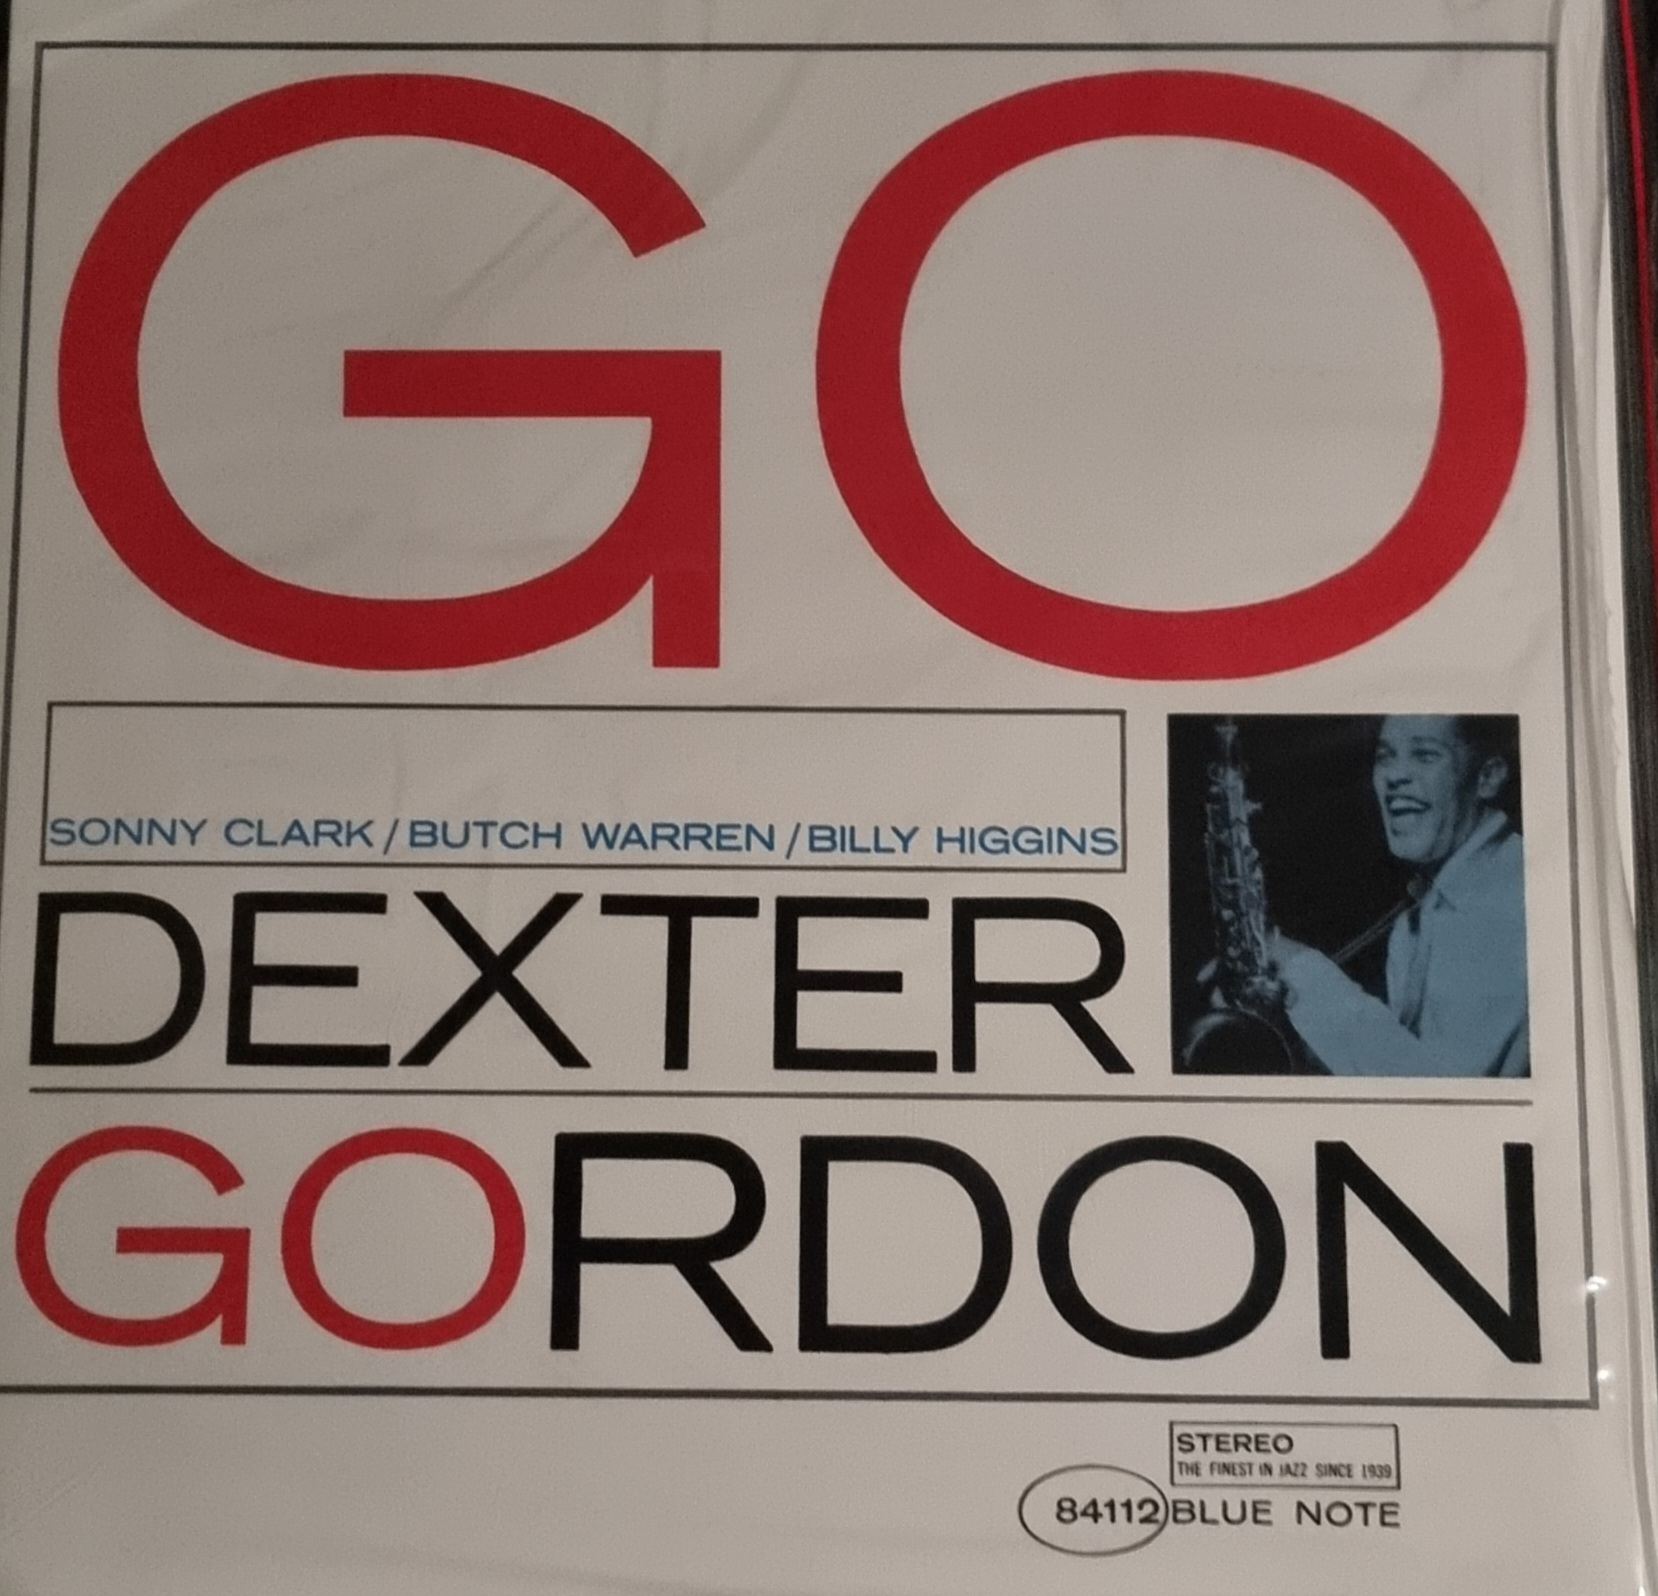 GO
SONNY CLARK/BUTCH WARREN/BILLY HIGGINS
DEXTER
GORDON
STEREO
THE FINEST IN JAZZ SINCE 1939
84112 BLUE NOTE